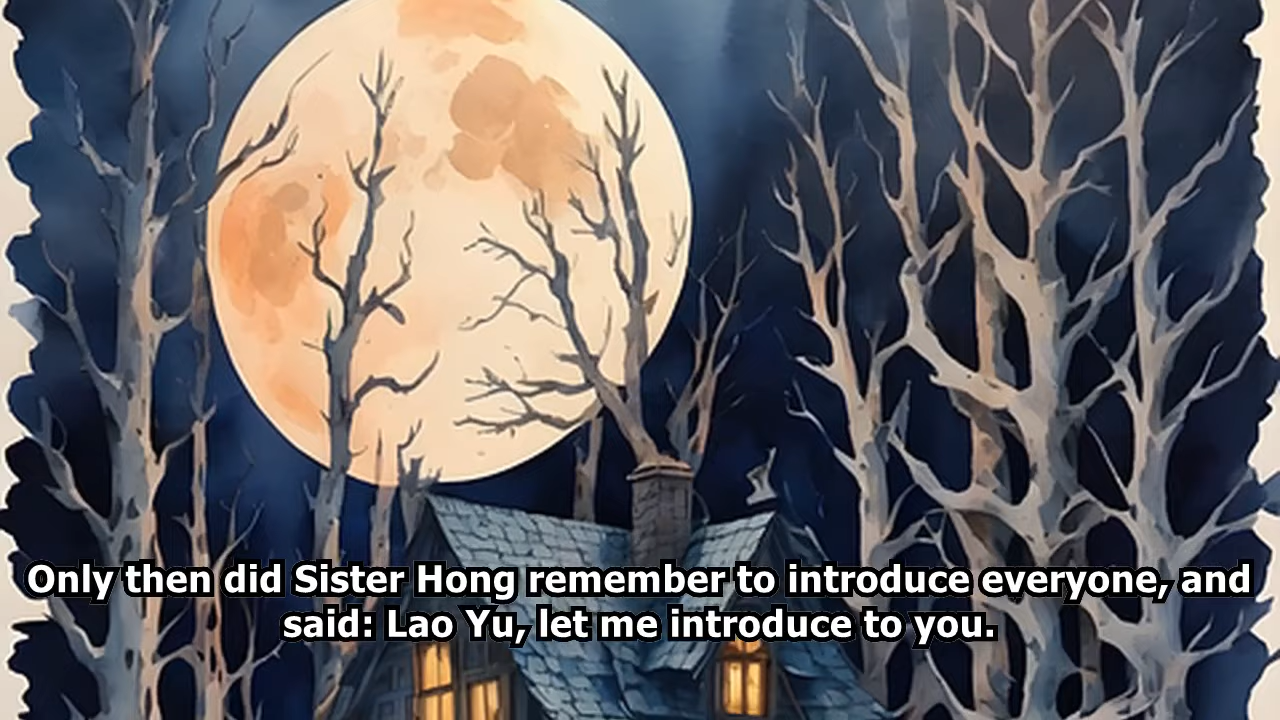 Only then did Sister Hong remember to introduce everyone, and
said: Lao Yu, let me introduce to you.